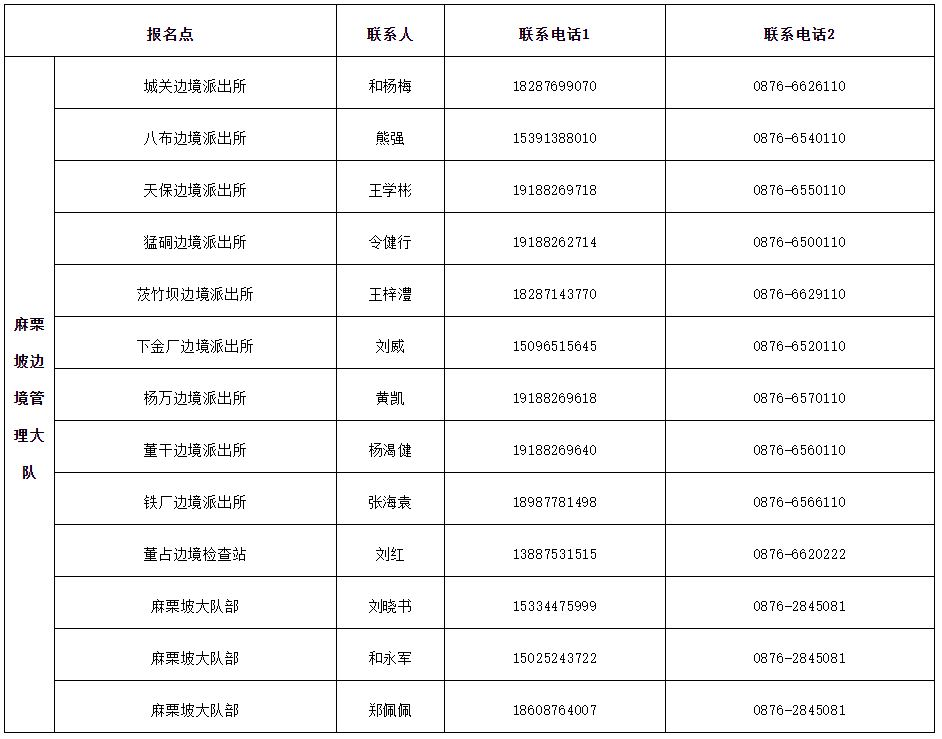 报名点 联系人 联系电话1 联系电话2
麻栗
坡边
境管
理大
队
城关边境派出所 和杨梅 18287699070 0876-6626110
八布边境派出所 熊强 15391388010 0876-6540110
天保边境派出所 王学彬 19188269718 0876-6550110
猛硐边境派出所 令健行 19188262714 0876-6500110
茨竹坝边境派出所 王梓澧 18287143770 0876-6629110
下金厂边境派出所 刘威 15096515645 0876-6520110
杨万边境派出所 黄凯 19188269618 0876-6570110
董干边境派出所 杨渴健 19188269640 0876-6560110
铁厂边境派出所 张海袁 18987781498 0876-6566110
董占边境检查站 刘红 13887531515 0876-6620222
麻栗坡大队部 刘晓书 15334475999 0876-2845081
麻栗坡大队部 和永军 15025243722 0876-2845081
麻栗坡大队部 郑佩佩 18608764007 0876-2845081